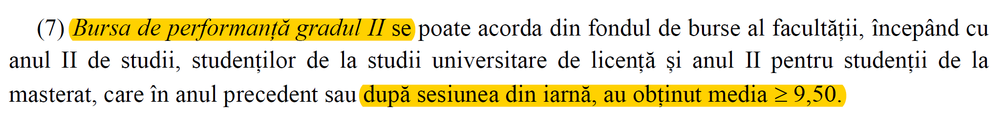 (7) Bursa de performanță gradul II se poate acorda din fondul de burse al facultății, începând cu
anul II de studii, studenților de la studii universitare de licență și anul II pentru studenții de la
masterat, care în anul precedent sau după sesiunea din iarnă, au obținut media ≥ 9,50.